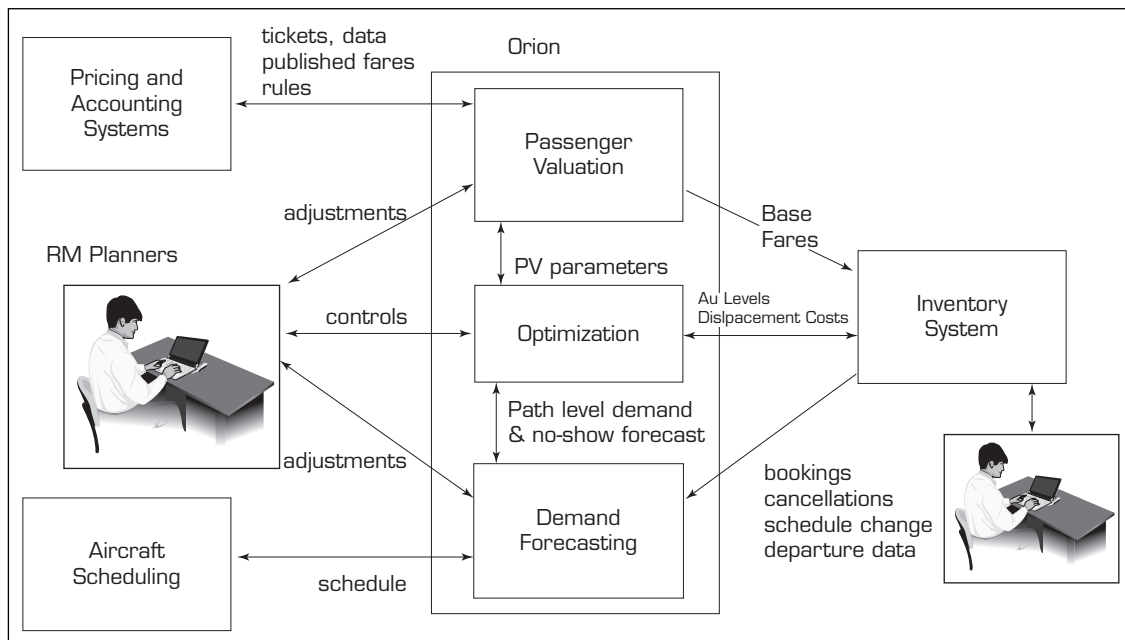 tickets, data
published fares
rules
Orion
Pricing and
Accounting
Systems
Passenger
Valuation
adjustments
Base
Fares
RM Planners
PV parameters
Au Levels
Dislpacement Costs
controls
Optimization
Inventory
System
Path level demand
& no-show forecast
adjustments
bookings
cancellations
schedule change
departure data
Demand
Forecasting
Aircraft
Scheduling
schedule